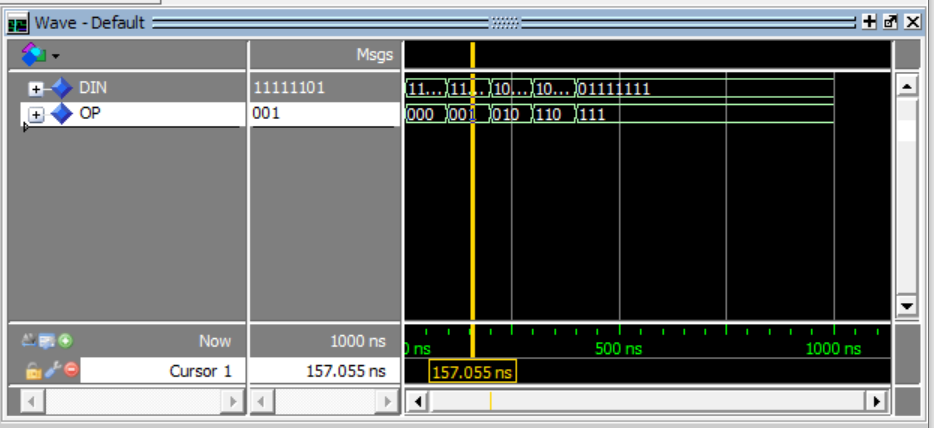 Wave - Default
Msgs
DIN 11111101 11... 11... 10... 10... 01111111
OP 001 000 001 010 110 111
Now 1000 ns ns 500 ns 1000 ns
Cursor 1 157.055 ns 157.055 ns